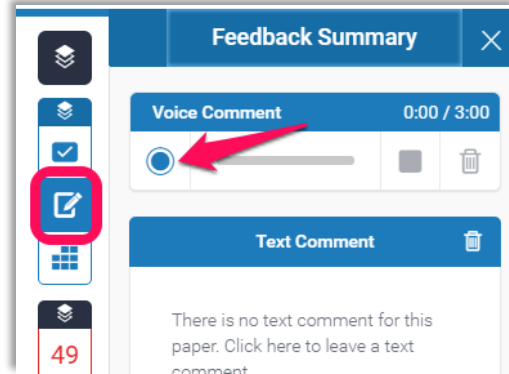 Feedback Summary
Voice Comment 0:00 / 3:00
Text Comment
There is no text comment for this
paper. Click here to leave a text
comment
49